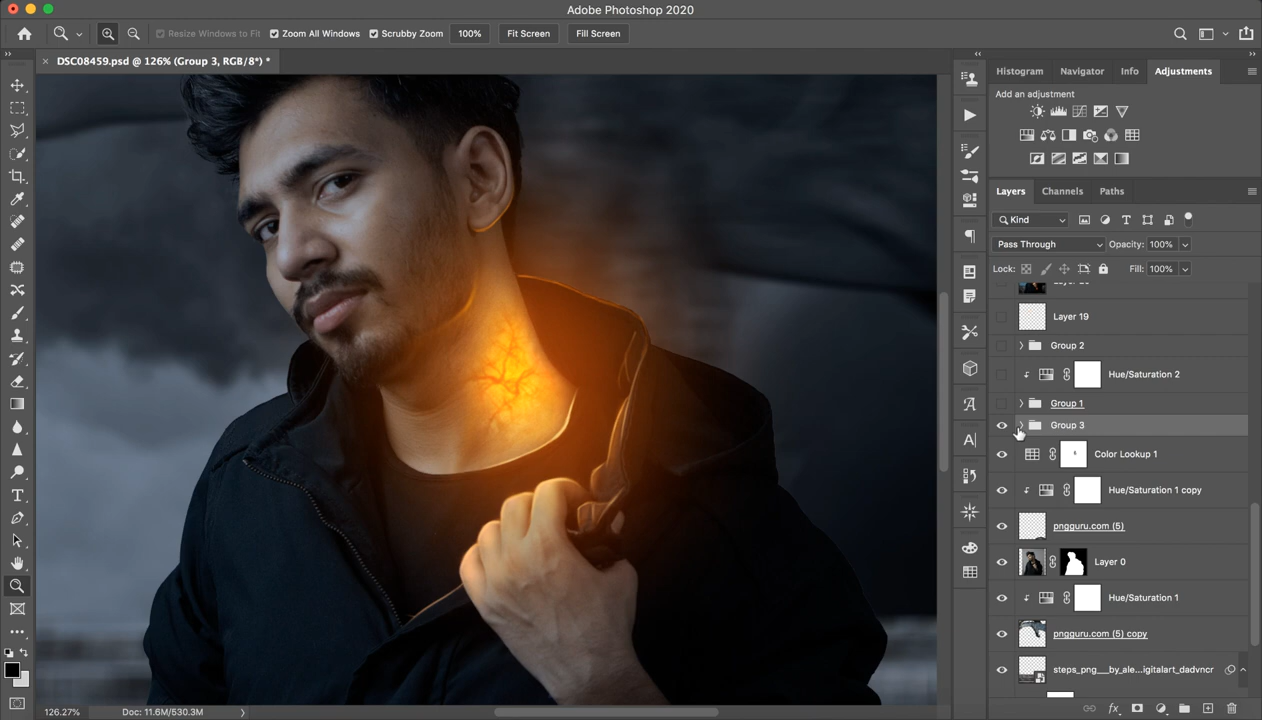 Adobe Photoshop 2020
Resize Windows to Fit Zoom All Windows Scrubby Zoom 100% Fit Screen Fill Screen
DSC08459.psd @ 126% (Group 3, RGB/8*) *
Histogram Navigator Info Adjustments
Add an adjustment
Layers Channels Paths
Kind
Pass Through Opacity: 100%
Lock: Fill: 100%
Layer 19
Group 2
Hue/Saturation 2
Group 1
Group 3
Color Lookup 1
Hue/Saturation 1 copy
pngguru.com (5)
Layer 0
Hue/Saturation 1
pngguru.com (5) copy
steps_png__by_ale...igitalart_dadvncr
126.27% Doc: 11.6M/530.3M